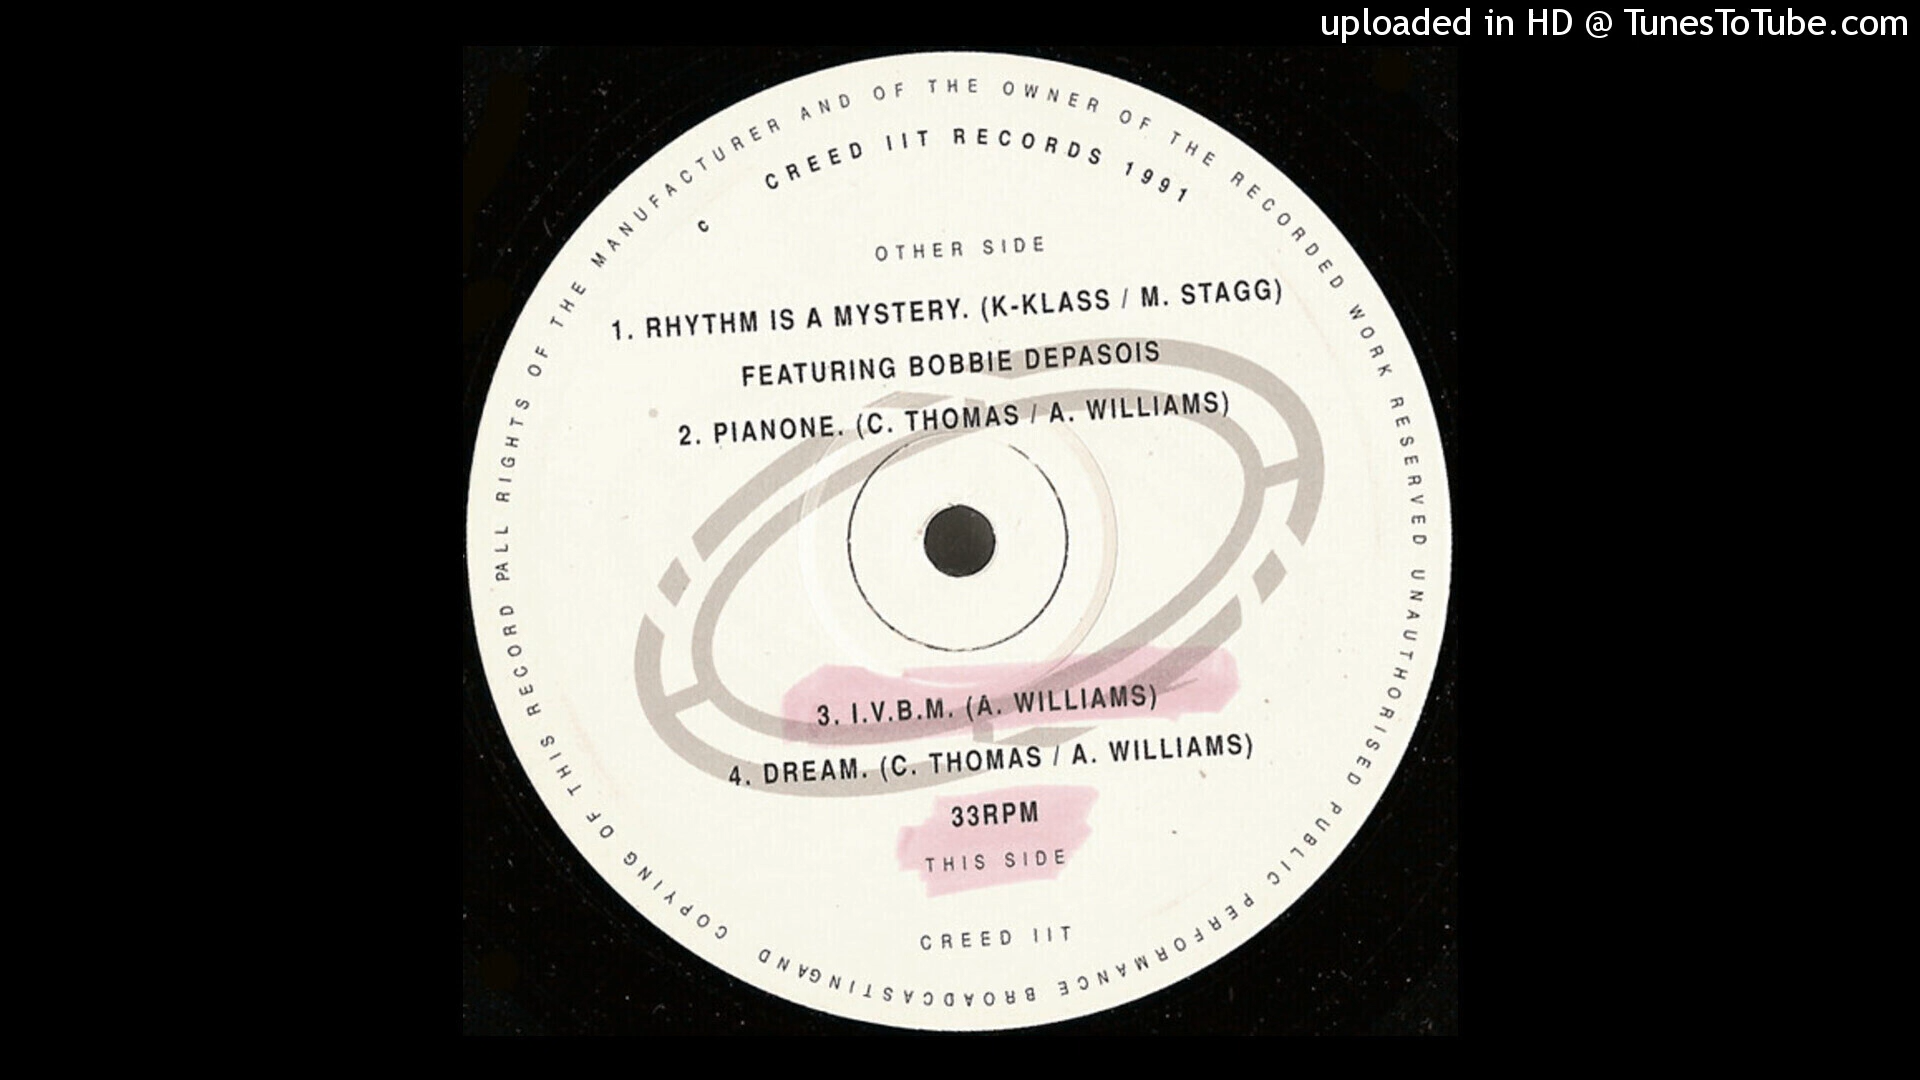 uploaded in HD @ TunesToTube.com
PALL RIGHTS OF THE MANUFACTURER AND OF THE OWNER OF THE RECORDED WORK RESERVED UNAUTHORISED PUBLIC PERFORMANCE BROADCASTINGAND COPYING OF THIS RECORD
C CREED IIT RECORDS 1991
OTHER SIDE
1. RHYTHM IS A MYSTERY. (K-KLASS / M. STAGG)
FEATURING BOBBIE DEPASOIS
2. PIANONE. (C. THOMAS / A. WILLIAMS)
3. I.V.B.M. (A. WILLIAMS)
4. DREAM. (C. THOMAS / A. WILLIAMS)
33RPM
THIS SIDE
CREED IIT